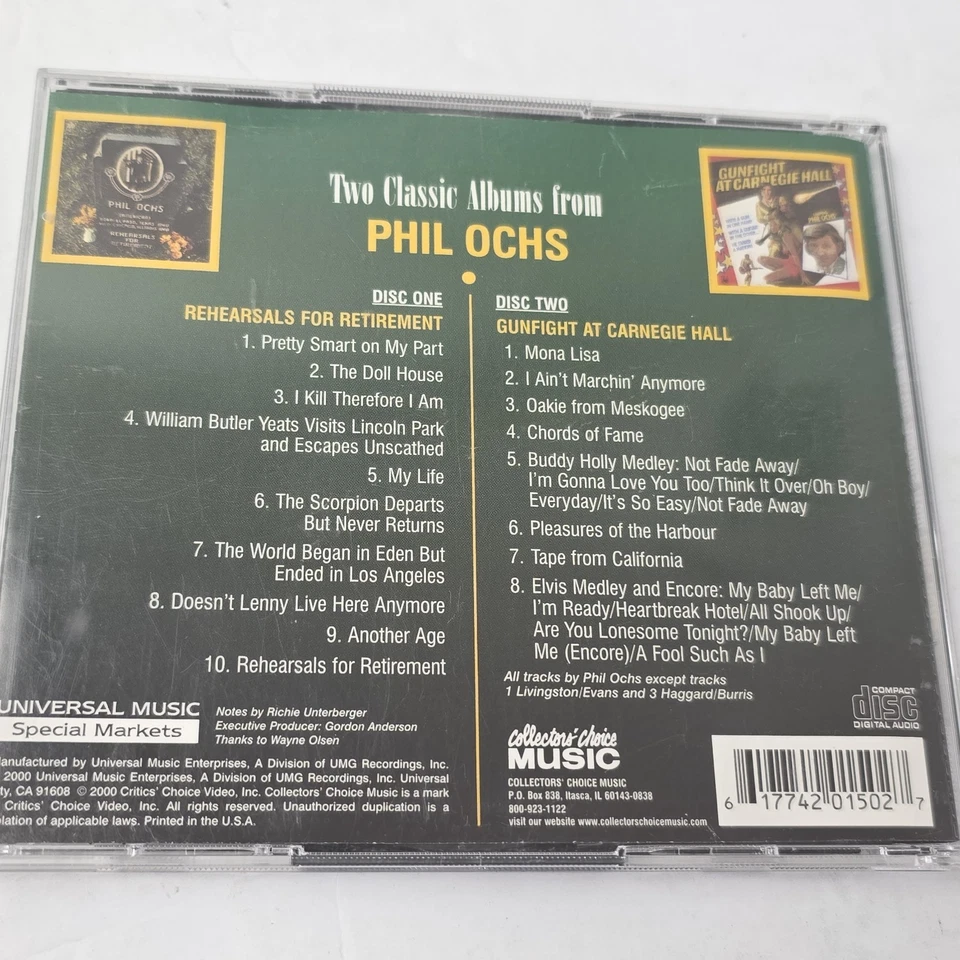 PHIL OCHS
REHEARSALS
FOR
RETIREMENT
GUNFIGHT
AT CARNEGIE HALL
Two Classic Albums from
PHIL OCHS
DISC ONE
REHEARSALS FOR RETIREMENT
1. Pretty Smart on My Part
2. The Doll House
3. I Kill Therefore I Am
4. William Butler Yeats Visits Lincoln Park
and Escapes Unscathed
5. My Life
6. The Scorpion Departs
But Never Returns
7. The World Began in Eden But
Ended in Los Angeles
8. Doesn't Lenny Live Here Anymore
9. Another Age
10. Rehearsals for Retirement
DISC TWO
GUNFIGHT AT CARNEGIE HALL
1. Mona Lisa
2. I Ain't Marchin' Anymore
3. Oakie from Meskogee
4. Chords of Fame
5. Buddy Holly Medley: Not Fade Away/
I'm Gonna Love You Too/Think It Over/Oh Boy/
Everyday/It's So Easy/Not Fade Away
6. Pleasures of the Harbour
7. Tape from California
8. Elvis Medley and Encore: My Baby Left Me/
I'm Ready/Heartbreak Hotel/All Shook Up/
Are You Lonesome Tonight?/My Baby Left
Me (Encore)/A Fool Such As I
All tracks by Phil Ochs except tracks
1 Livingston/Evans and 3 Haggard/Burris
UNIVERSAL MUSIC
Special Markets
Notes by Richie Unterberger
Executive Producer: Gordon Anderson
Thanks to Wayne Olsen
anufactured by Universal Music Enterprises, A Division of UMG Recordings, Inc.
2000 Universal Music Enterprises, A Division of UMG Recordings, Inc. Universal
ty, CA 91608 © 2000 Critics' Choice Video, Inc. Collectors' Choice Music is a mark
Critics' Choice Video, Inc. All rights reserved. Unauthorized duplication is a
lation of applicable laws. Printed in the U.S.A.
collectors' choice
MUSIC
COLLECTORS' CHOICE MUSIC
P.O. Box 838, Itasca, IL 60143-0838
800-923-1122
visit our website www.collectorschoicemusic.com
COMPACT
disc
DIGITAL AUDIO
6 17742 01502 7